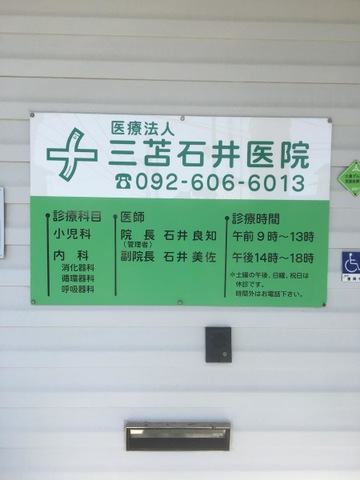 医療法人
三苫石井医院
☎092-606-6013
診療科目
小児科
内科
消化器科
循環器科
呼吸器科
医師
院長 石井 良知
(管理者)
副院長 石井 美佐
診療時間
午前9時～13時
午後14時～18時
※土曜の午後、日曜、祝日は
休診です。
時間外はお電話下さい。